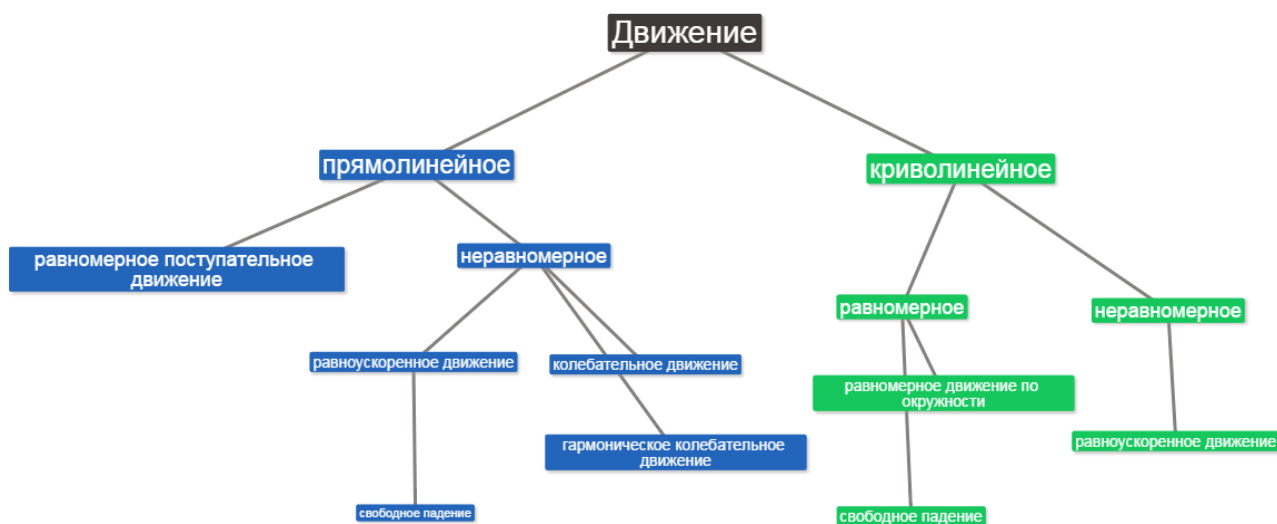 Движение
прямолинейное
криволинейное
равномерное поступательное
движение
неравномерное
равномерное
неравномерное
равноускоренное движение
колебательное движение
равномерное движение по
окружности
гармоническое колебательное
движение
равноускоренное движение
свободное падение
свободное падение